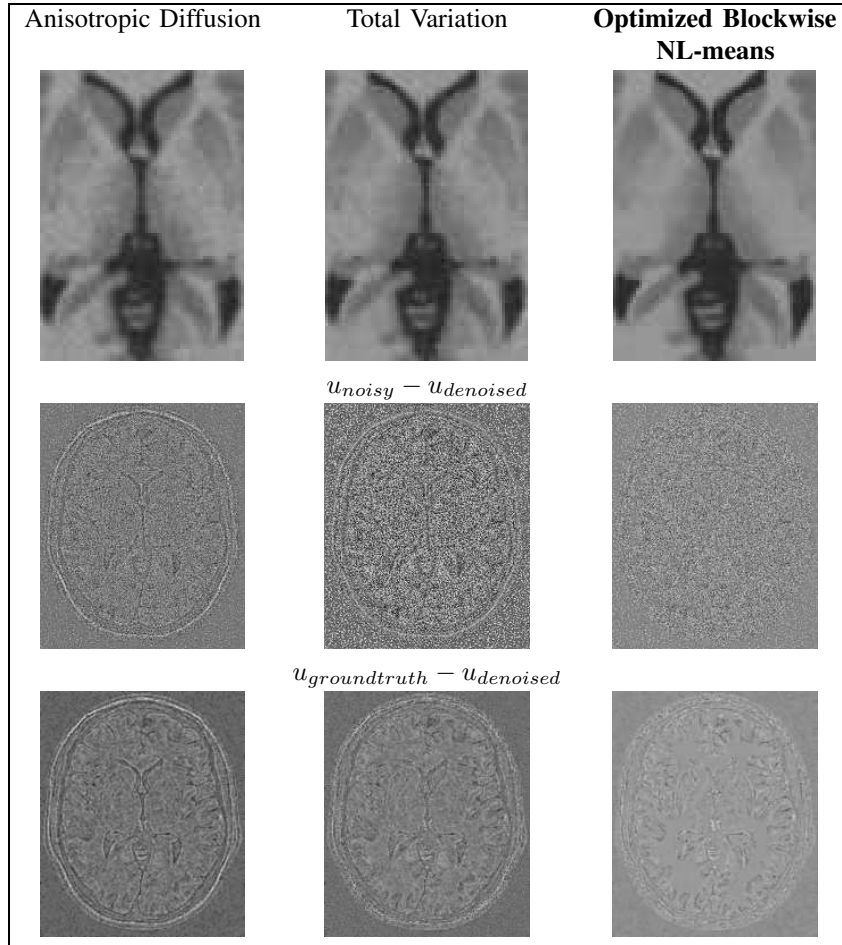 Anisotropic Diffusion
Total Variation
Optimized Blockwise
NL-means
u_{noisy} − u_{denoised}
u_{groundtruth} − u_{denoised}